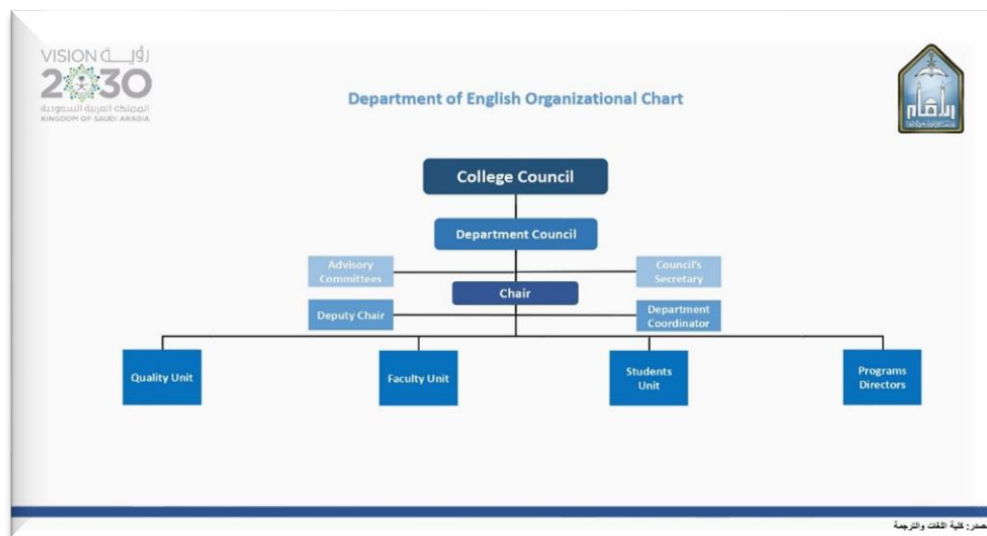 VISION رؤيـــة
2030
المملكة العربية السعودية
KINGDOM OF SAUDI ARABIA
Department of English Organizational Chart
College Council
Department Council
Advisory
Committees
Council's
Secretary
Chair
Deputy Chair
Department
Coordinator
Quality Unit
Faculty Unit
Students
Unit
Programs
Directors
كلية اللغات والترجمة